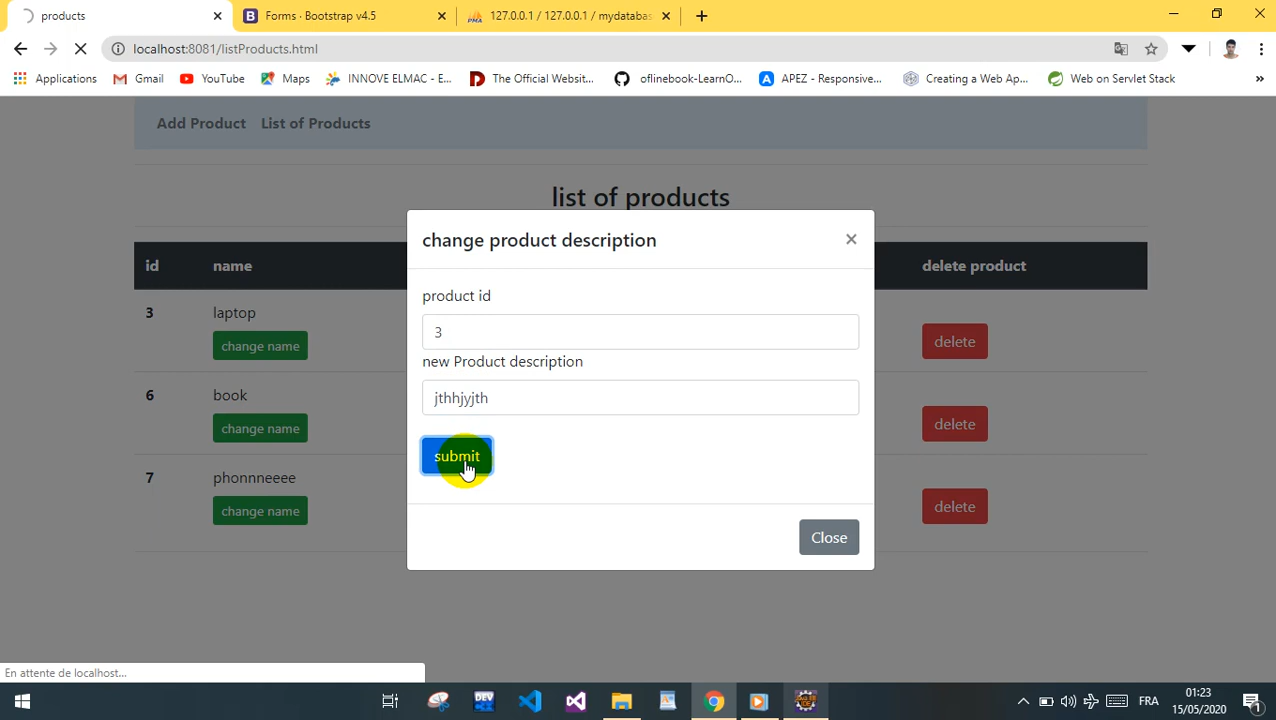 products
Forms · Bootstrap v4.5
127.0.0.1 / 127.0.0.1 / mydatabas
localhost:8081/listProducts.html
Applications
Gmail
YouTube
Maps
INNOVE ELMAC - E...
The Official Websit...
oflinebook-LearnO...
APEZ - Responsive...
Creating a Web Ap...
Web on Servlet Stack
»
Add Product List of Products
list of products
change product description ×
id name delete product
product id
3 laptop
3
change name
delete
new Product description
6 book
jthhjyjth
change name
delete
submit
7 phonnneeee
change name
delete
Close
En attente de localhost...
FRA
01:23
15/05/2020